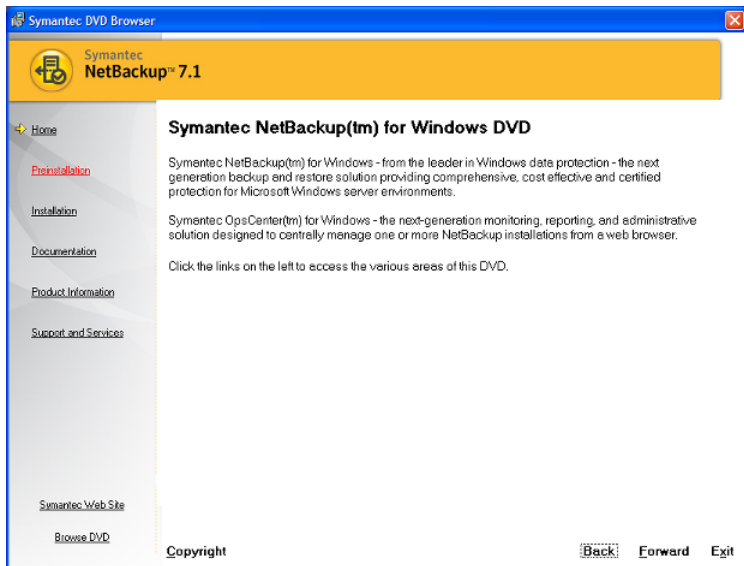 Symantec DVD Browser
Symantec
NetBackup™ 7.1
Home
Preinstallation
Installation
Documentation
Product Information
Support and Services
Symantec Web Site
Browse DVD
Symantec NetBackup(tm) for Windows DVD
Symantec NetBackup(tm) for Windows - from the leader in Windows data protection - the next
generation backup and restore solution providing comprehensive, cost effective and certified
protection for Microsoft Windows server environments.
Symantec OpsCenter(tm) for Windows - the next-generation monitoring, reporting, and administrative
solution designed to centrally manage one or more NetBackup installations from a web browser.
Click the links on the left to access the various areas of this DVD.
Copyright
Back Forward Exit